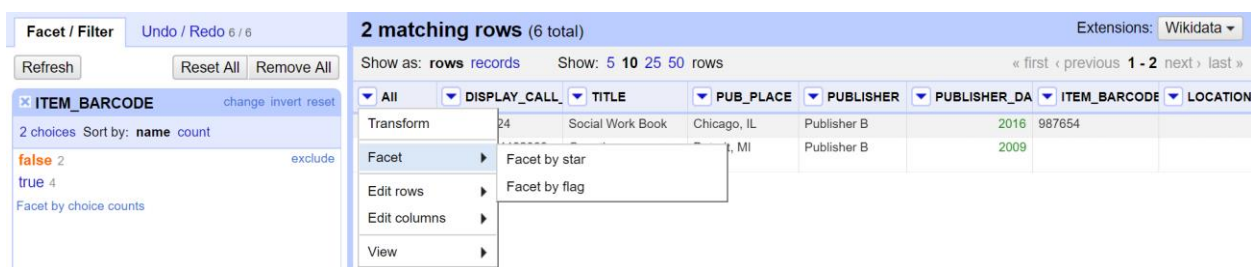 Facet / Filter Undo / Redo 6 / 6
Refresh Reset All Remove All
ITEM_BARCODE change invert reset
2 choices Sort by: name count
false 2 exclude
true 4
Facet by choice counts
2 matching rows (6 total) Extensions: Wikidata
Show as: rows records Show: 5 10 25 50 rows « first ‹ previous 1 - 2 next › last »
All DISPLAY_CALL_ TITLE PUB_PLACE PUBLISHER PUBLISHER_DA ITEM_BARCODE LOCATION
24 Social Work Book Chicago, IL Publisher B 2016 987654
MI Publisher B 2009
Transform
Facet
Facet by star
Facet by flag
Edit rows
Edit columns
View